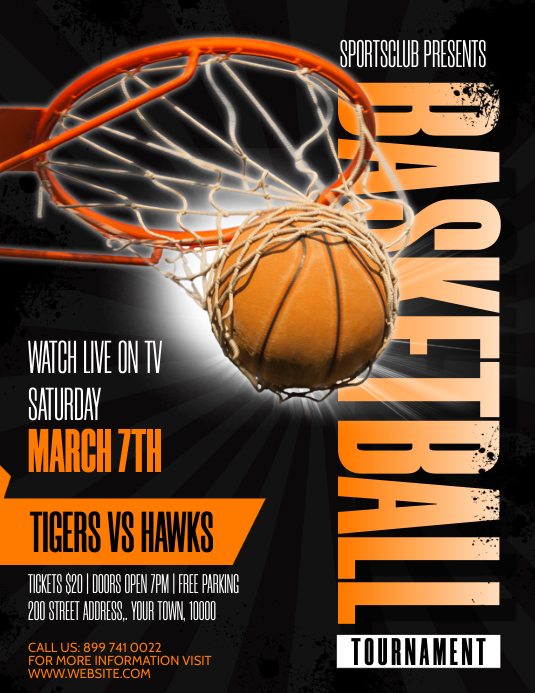 SPORTSCLUB PRESENTS
BASKETBALL
TOURNAMENT
WATCH LIVE ON TV
SATURDAY
MARCH 7TH
TIGERS VS HAWKS
TICKETS $20 | DOORS OPEN 7PM | FREE PARKING
200 STREET ADDRESS,. YOUR TOWN, 10000
CALL US: 899 741 0022
FOR MORE INFORMATION VISIT
WWW.WEBSITE.COM